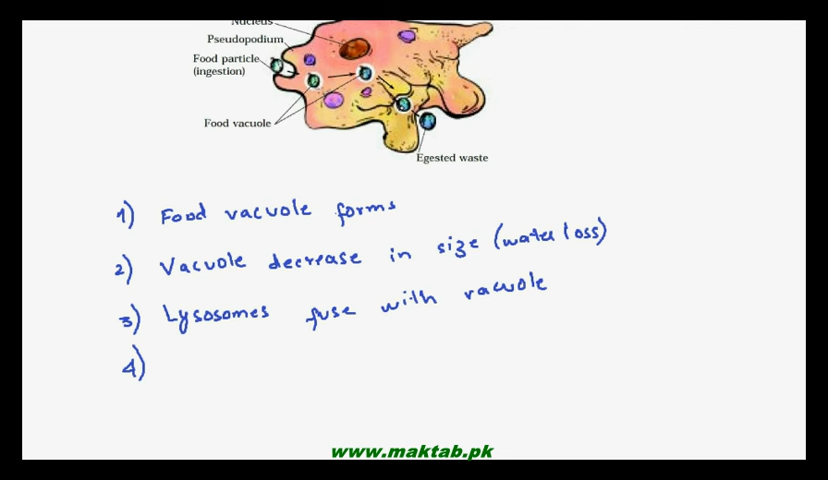 Nucleus
Pseudopodium
Food particle
(ingestion)
Food vacuole
Egested waste
1) Food vacuole forms
2) Vacuole decrease in size (water loss)
3) Lysosomes fuse with vacuole
4)
www.maktab.pk